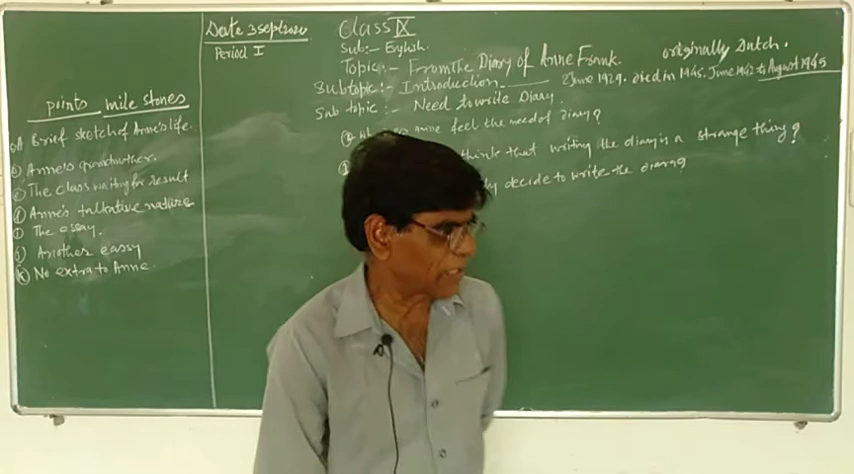 points mile stones
A Brief sketch of Anne's life.
Anne's grandmother.
The Class waiting for result
Anne's talkative nature
The essay.
Another eassy
No extra to Anne.
Date 3 sept
Period I
Class IX
Sub:- English.
Topic:- From the Diary of Anne Frank. originally Dutch.
Subtopic:- Introduction. June 1929. died in 1945. June 1942 to August 1945
Sub topic:- Need to write Diary.
anne feel the need of diary?
think that writing the diary is a strange thing?
decide to write the diary?